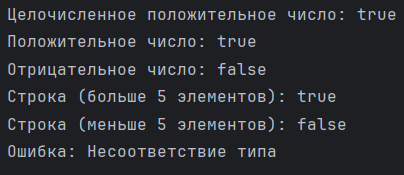 Целочисленное положительное число: true
Положительное число: true
Отрицательное число: false
Строка (больше 5 элементов): true
Строка (меньше 5 элементов): false
Ошибка: Несоответствие типа